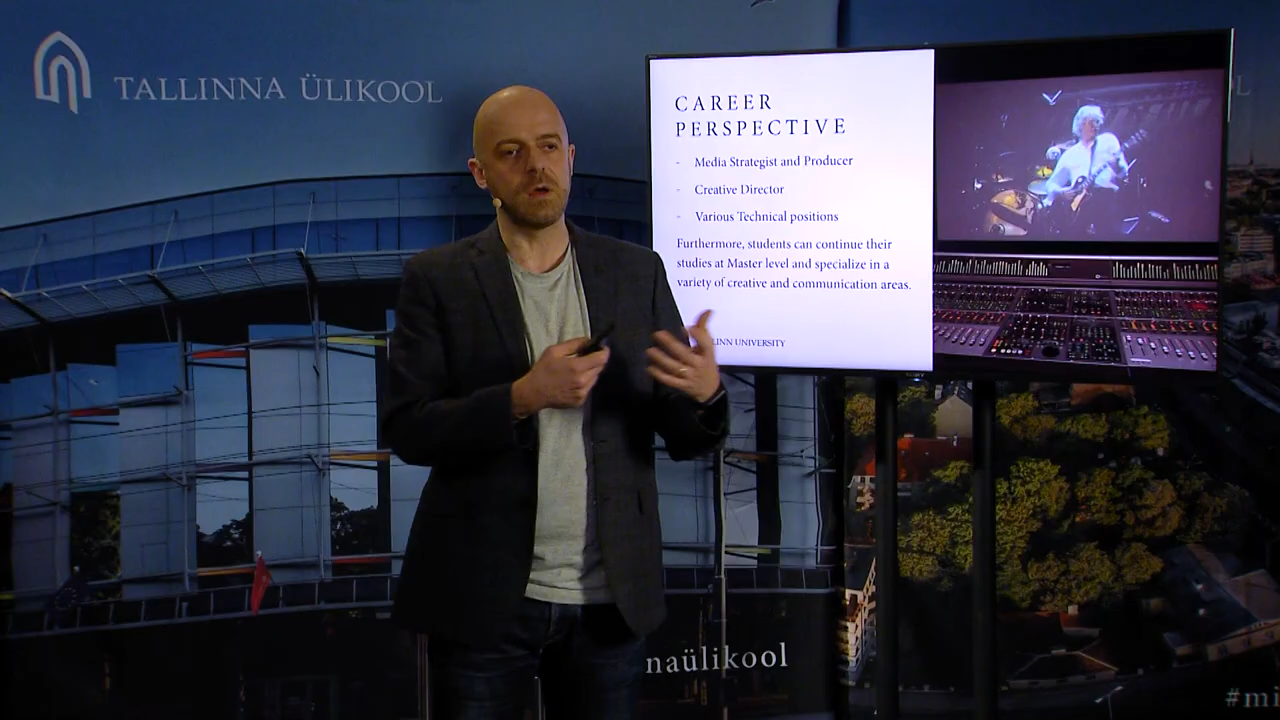 TALLINNA ÜLIKOOL
CAREER
PERSPECTIVE
- Media Strategist and Producer
- Creative Director
- Various Technical positions
Furthermore, students can continue their
studies at Master level and specialize in a
variety of creative and communication areas.
LINN UNIVERSITY
naülikool
#mi